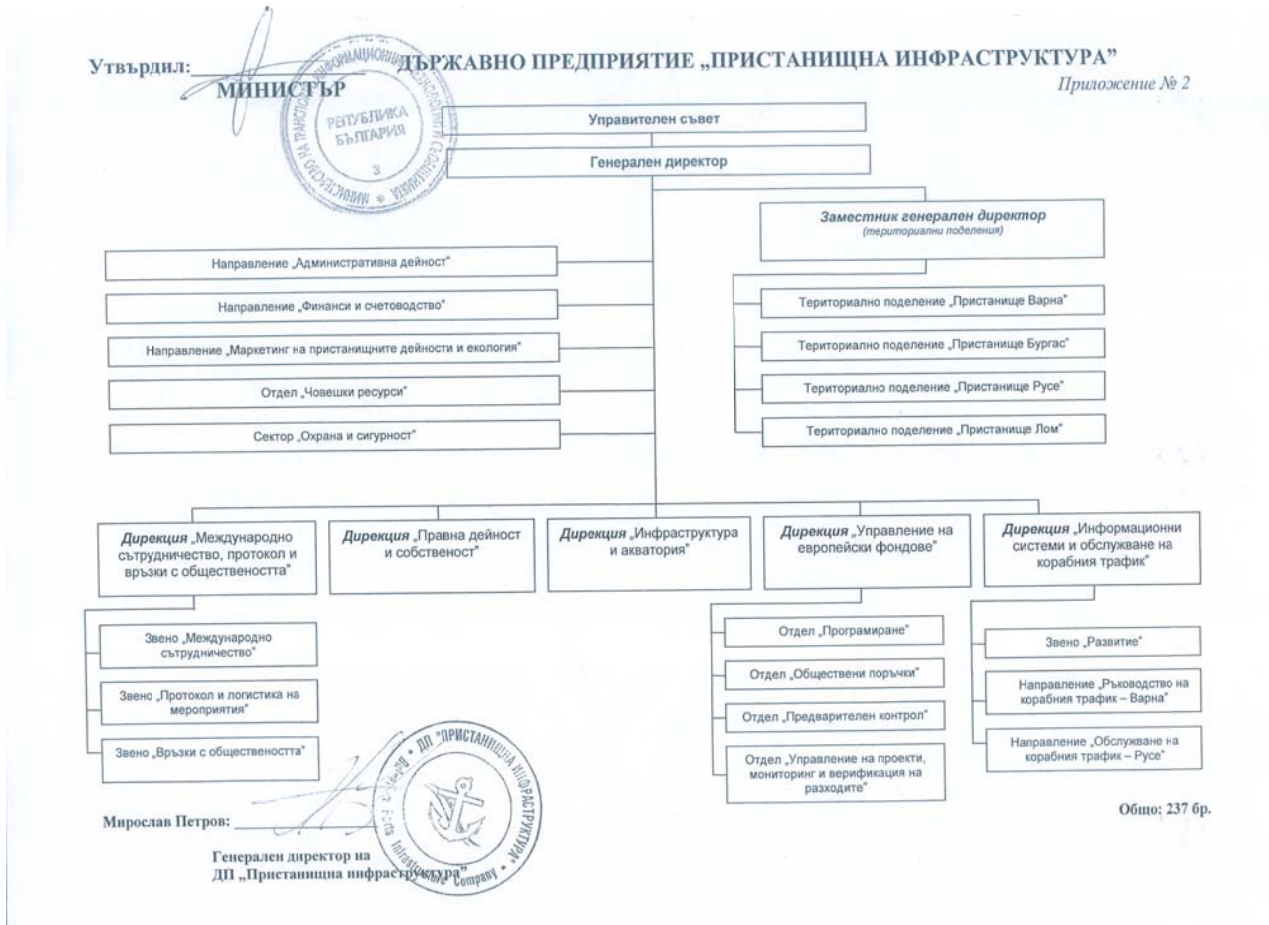 Утвърдил:
МИНИСТЪР
ДЪРЖАВНО ПРЕДПРИЯТИЕ „ПРИСТАНИЩНА ИНФРАСТРУКТУРА”
Приложение № 2
РЕПУБЛИКА
БЪЛГАРИЯ
3
Управителен съвет
Генерален директор
Заместник генерален директор
(териториални поделения)
Направление „Административна дейност”
Направление „Финанси и счетоводство”
Направление „Маркетинг на пристанищните дейности и екология”
Отдел „Човешки ресурси”
Сектор „Охрана и сигурност”
Териториално поделение „Пристанище Варна”
Териториално поделение „Пристанище Бургас”
Териториално поделение „Пристанище Русе”
Териториално поделение „Пристанище Лом”
Дирекция „Международно
сътрудничество, протокол и
връзки с обществеността”
Дирекция „Правна дейност
и собственост”
Дирекция „Инфраструктура
и акватория”
Дирекция „Управление на
европейски фондове”
Дирекция „Информационни
системи и обслужване на
корабния трафик”
Звено „Международно
сътрудничество”
Звено „Протокол и логистика на
мероприятия”
Звено „Връзки с обществеността”
Отдел „Програмиране”
Отдел „Обществени поръчки”
Отдел „Предварителен контрол”
Отдел „Управление на проекти,
мониторинг и верификация на
разходите”
Звено „Развитие”
Направление „Ръководство на
корабния трафик – Варна”
Направление „Обслужване на
корабния трафик – Русе”
Общо: 237 бр.
Мирослав Петров:
Генерален директор на
ДП „Пристанищна инфраструктура”
ДП "ПРИСТАНИЩНА ИНФРАСТРУКТУРА"
Infrastructure Company